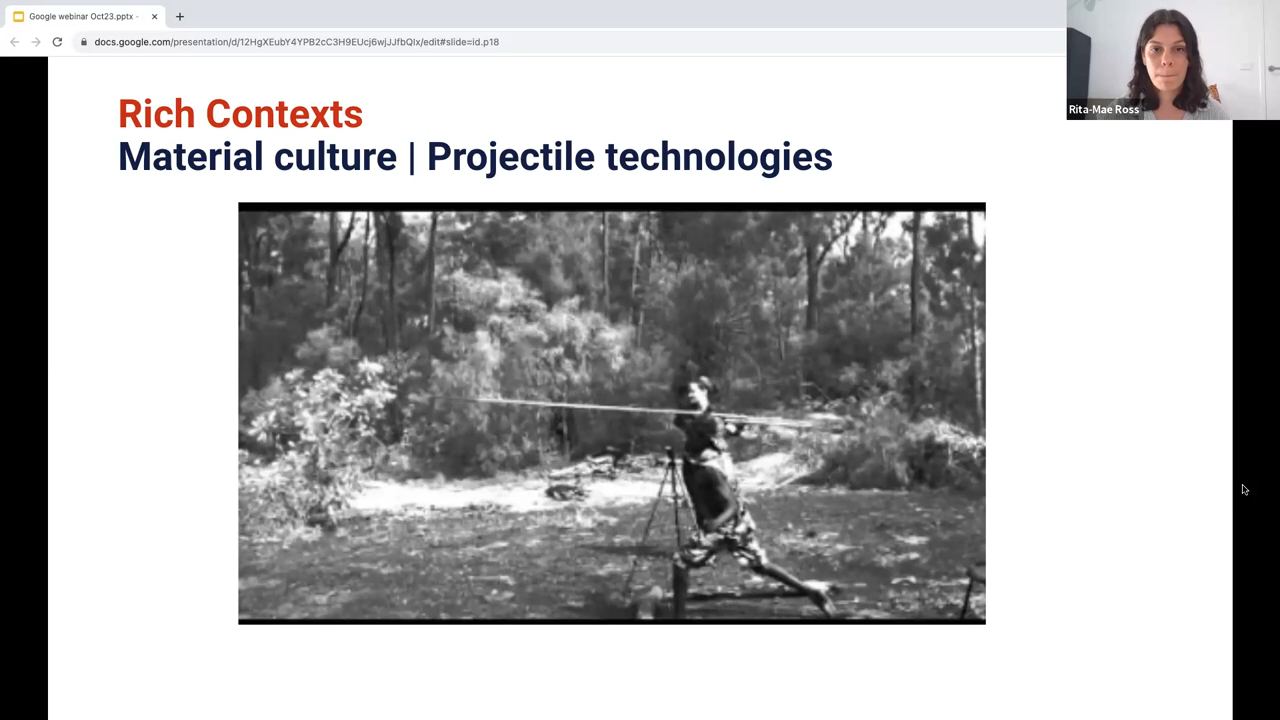 Google webinar Oct23.pptx -
docs.google.com/presentation/d/12HgXEubY4YPB2cC3H9EUcj6wjJJfbQIx/edit#slide=id.p18
Rita-Mae Ross
Rich Contexts
Material culture | Projectile technologies